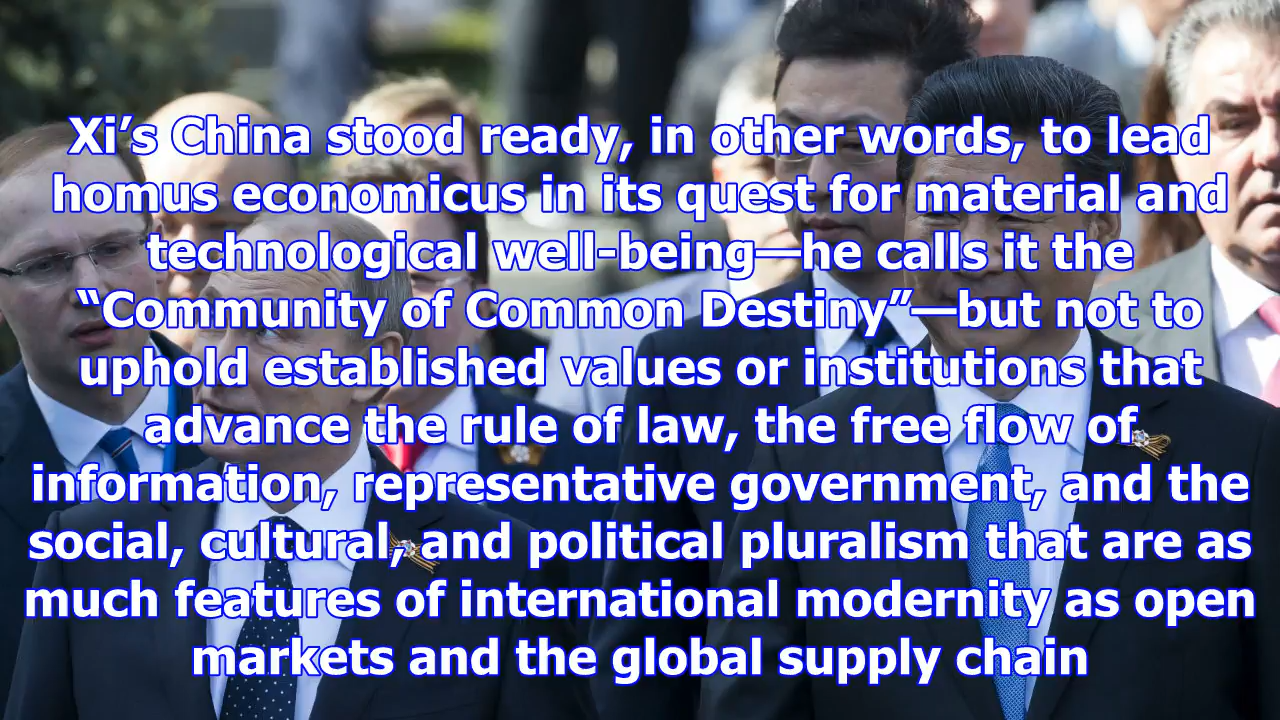 Xi’s China stood ready, in other words, to lead
homus economicus in its quest for material and
technological well-being—he calls it the
“Community of Common Destiny”—but not to
uphold established values or institutions that
advance the rule of law, the free flow of
information, representative government, and the
social, cultural, and political pluralism that are as
much features of international modernity as open
markets and the global supply chain